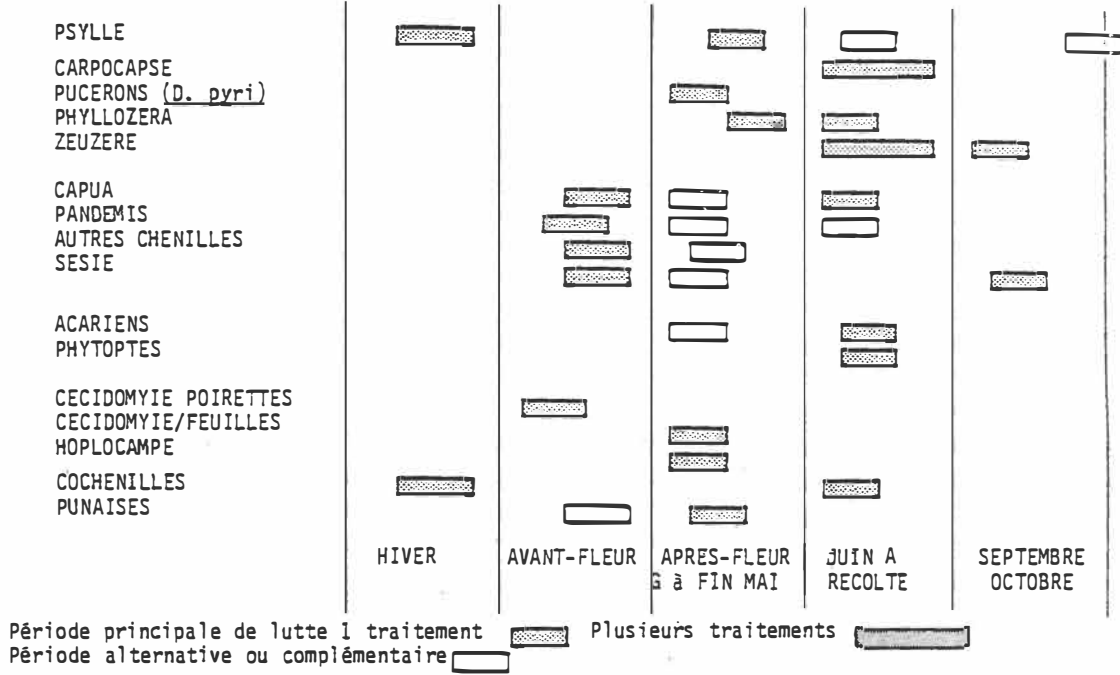 PSYLLE
CARPOCAPSE
PUCERONS (D. pyri)
PHYLLOZERA
ZEUZERE
CAPUA
PANDEMIS
AUTRES CHENILLES
SESIE
ACARIENS
PHYTOPTES
CECIDOMYIE POIRETTES
CECIDOMYIE/FEUILLES
HOPLOCAMPE
COCHENILLES
PUNAISES
HIVER
AVANT-FLEUR
APRES-FLEUR
G à FIN MAI
JUIN A
RECOLTE
SEPTEMBRE
OCTOBRE
Période principale de lutte 1 traitement
Plusieurs traitements
Période alternative ou complémentaire